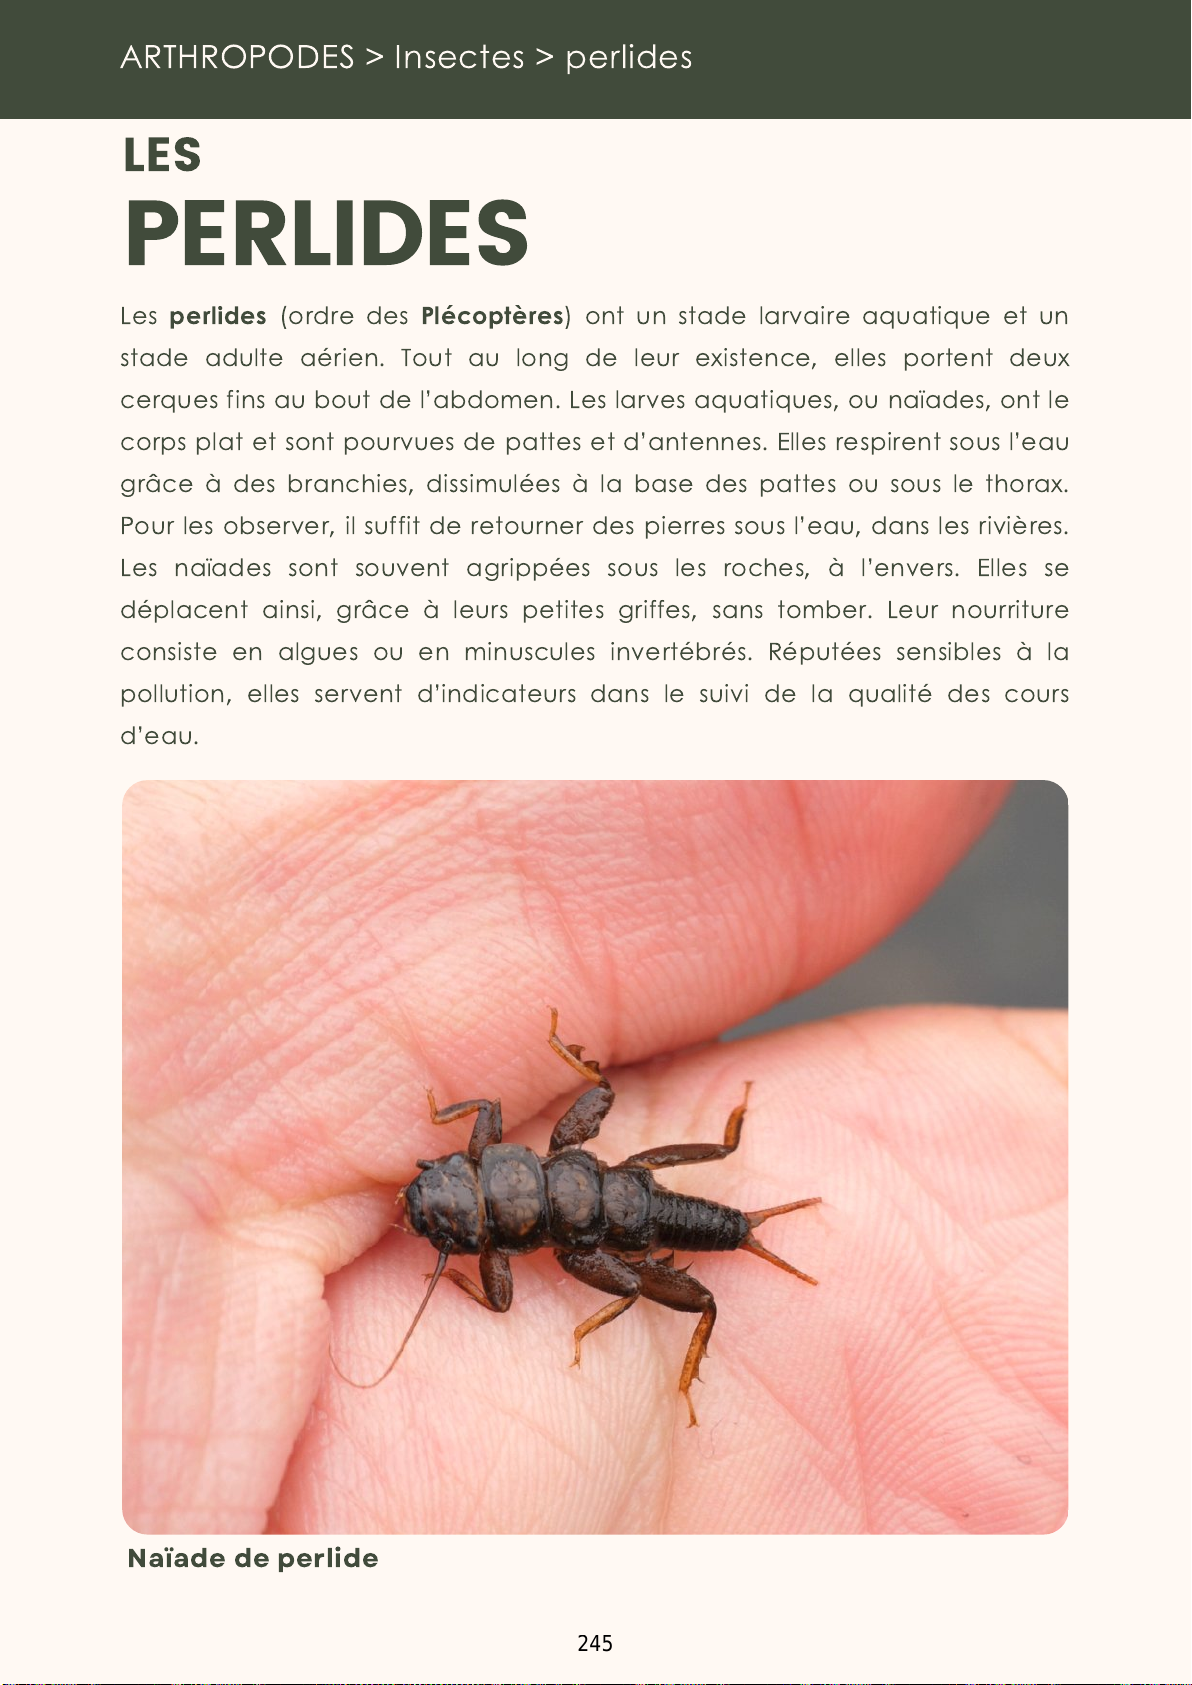 ARTHROPODES > Insectes > perlides
LES
PERLIDES
Les perlides (ordre des Plécoptères) ont un stade larvaire aquatique et un
stade adulte aérien. Tout au long de leur existence, elles portent deux
cerques fins au bout de l'abdomen. Les larves aquatiques, ou naïades, ont le
corps plat et sont pourvues de pattes et d'antennes. Elles respirent sous l'eau
grâce à des branchies, dissimulées à la base des pattes ou sous le thorax.
Pour les observer, il suffit de retourner des pierres sous l'eau, dans les rivières.
Les naïades sont souvent agrippées sous les roches, à l'envers. Elles se
déplacent ainsi, grâce à leurs petites griffes, sans tomber. Leur nourriture
consiste en algues ou en minuscules invertébrés. Réputées sensibles à la
pollution, elles servent d'indicateurs dans le suivi de la qualité des cours
d'eau.
Naïade de perlide
245